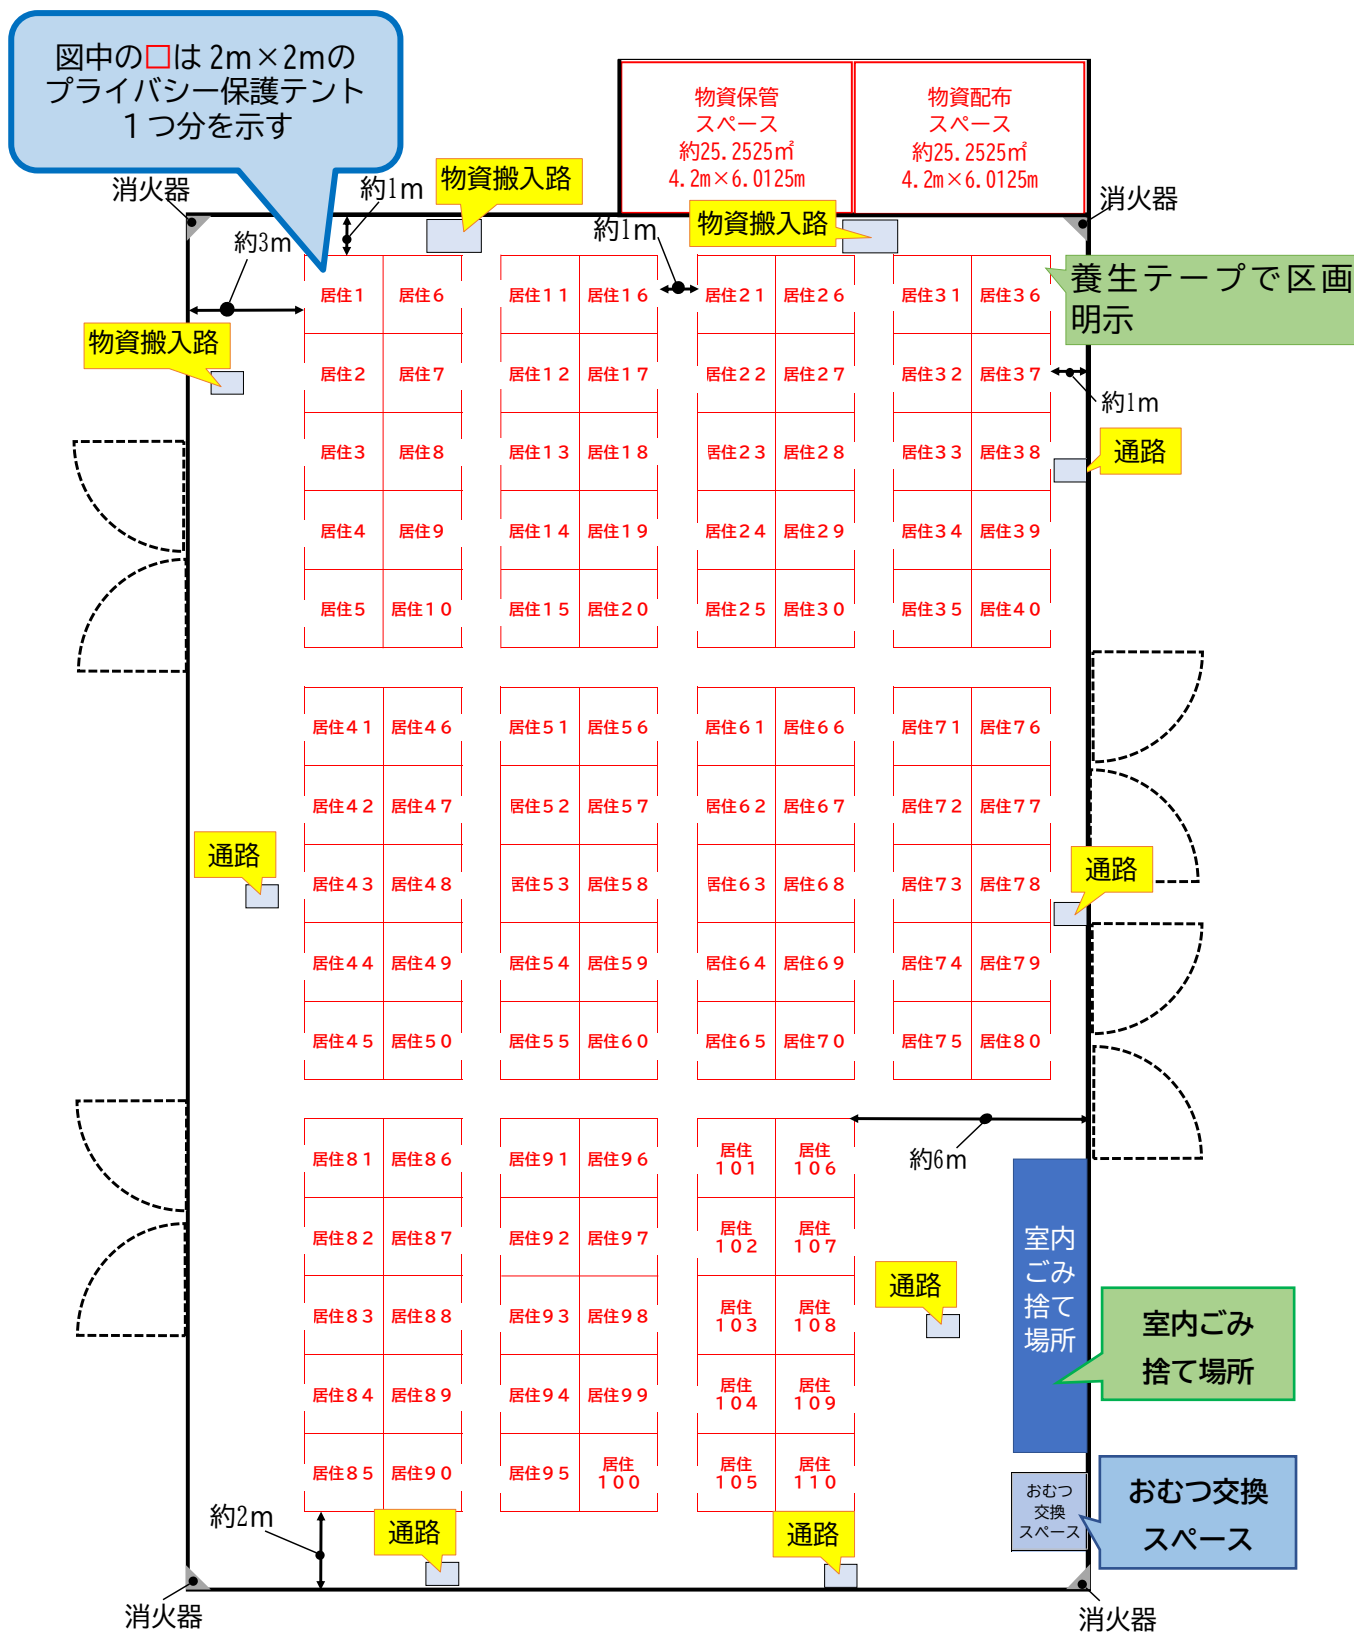 図中の□は2m×2mの
プライバシー保護テント
１つ分を示す
物資保管
スペース
約25.2525㎡
4.2m×6.0125m
物資配布
スペース
約25.2525㎡
4.2m×6.0125m
消火器
約1m
物資搬入路
物資搬入路
消火器
約3m
約1m
養生テープで区画
明示
物資搬入路
居住1 居住6 居住11 居住16 居住21 居住26 居住31 居住36
居住2 居住7 居住12 居住17 居住22 居住27 居住32 居住37
約1m
通路
居住3 居住8 居住13 居住18 居住23 居住28 居住33 居住38
居住4 居住9 居住14 居住19 居住24 居住29 居住34 居住39
居住5 居住10 居住15 居住20 居住25 居住30 居住35 居住40
居住41 居住46 居住51 居住56 居住61 居住66 居住71 居住76
居住42 居住47 居住52 居住57 居住62 居住67 居住72 居住77
通路
通路
居住43 居住48 居住53 居住58 居住63 居住68 居住73 居住78
居住44 居住49 居住54 居住59 居住64 居住69 居住74 居住79
居住45 居住50 居住55 居住60 居住65 居住70 居住75 居住80
約6m
居住81 居住86 居住91 居住96
居住
101
居住
106
居住82 居住87 居住92 居住97
居住
102
居住
107
居住83 居住88 居住93 居住98
居住
103
居住
108
居住84 居住89 居住94 居住99
居住
104
居住
109
居住85 居住90 居住95
居住
100
居住
105
居住
110
通路
室内
ごみ
捨て
場所
室内ごみ
捨て場所
おむつ
交換
スペース
おむつ交換
スペース
約2m
通路
通路
消火器
消火器